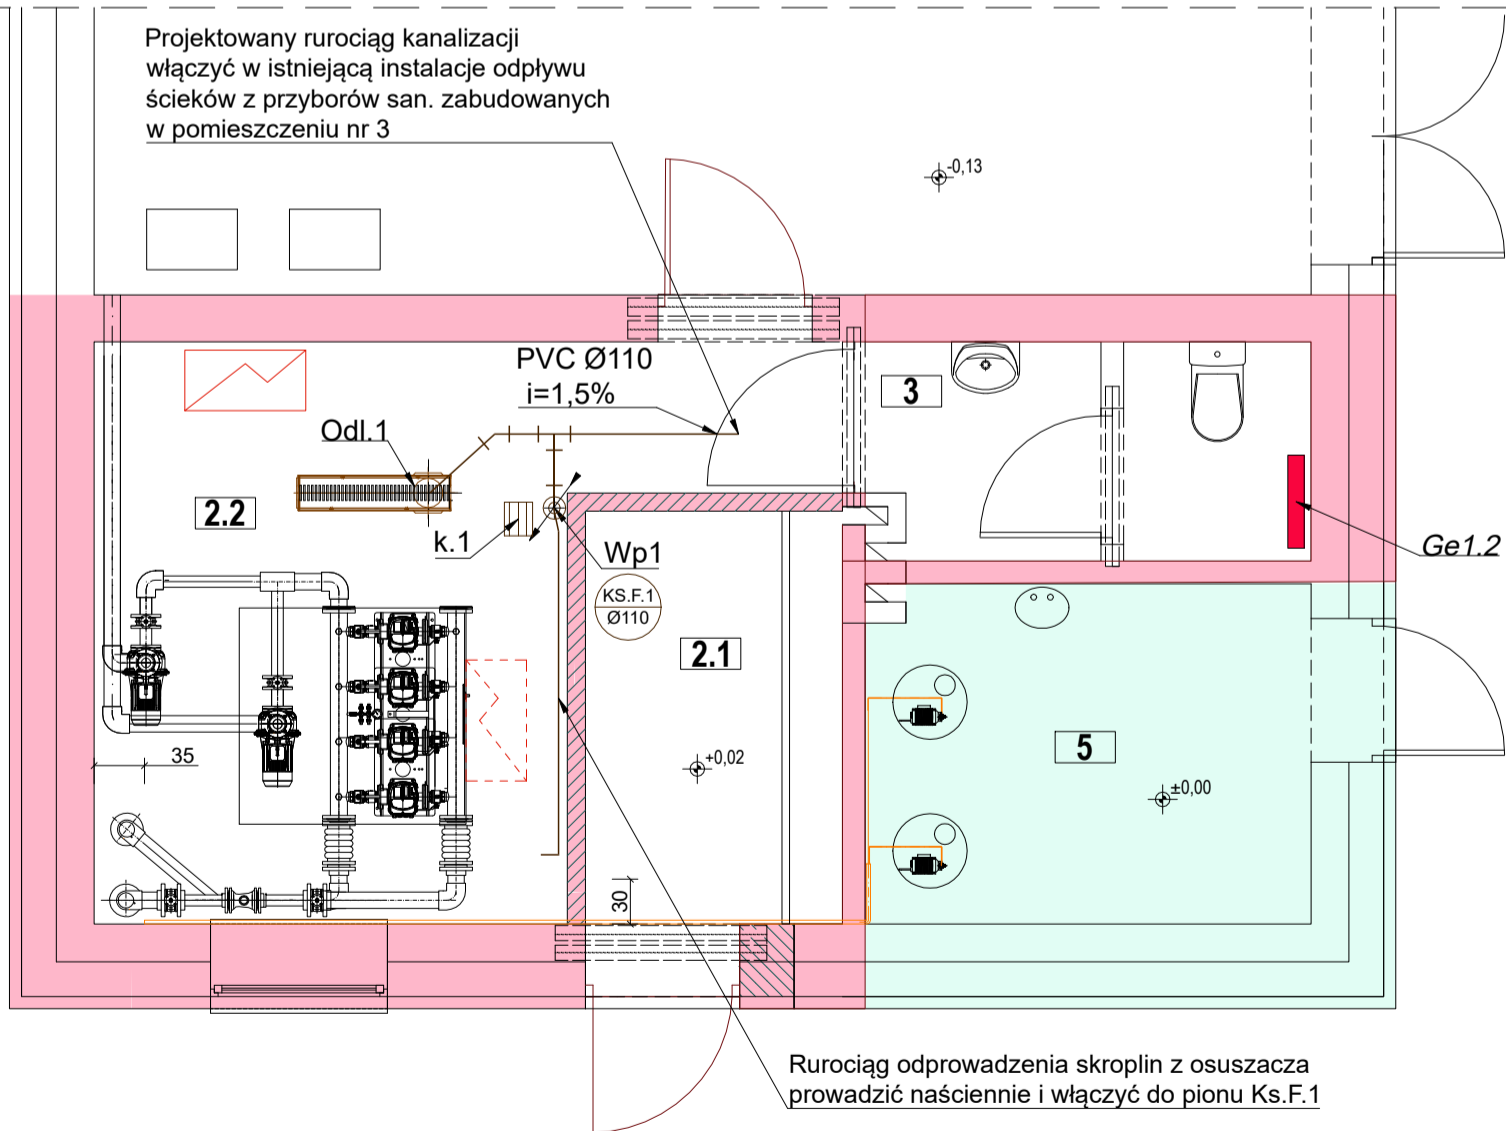 Projektowany rurociąg kanalizacji
włączyć w istniejącą instalacje odpływu
ścieków z przyborów san. zabudowanych
w pomieszczeniu nr 3
-0,13
PVC Ø110
i=1,5%
3
Odl.1
2.2
k.1
Wp1
Ge1.2
KS.F.1
Ø110
2.1
5
35
+0,02
±0,00
30
Rurociąg odprowadzenia skroplin z osuszacza
prowadzić naściennie i włączyć do pionu Ks.F.1